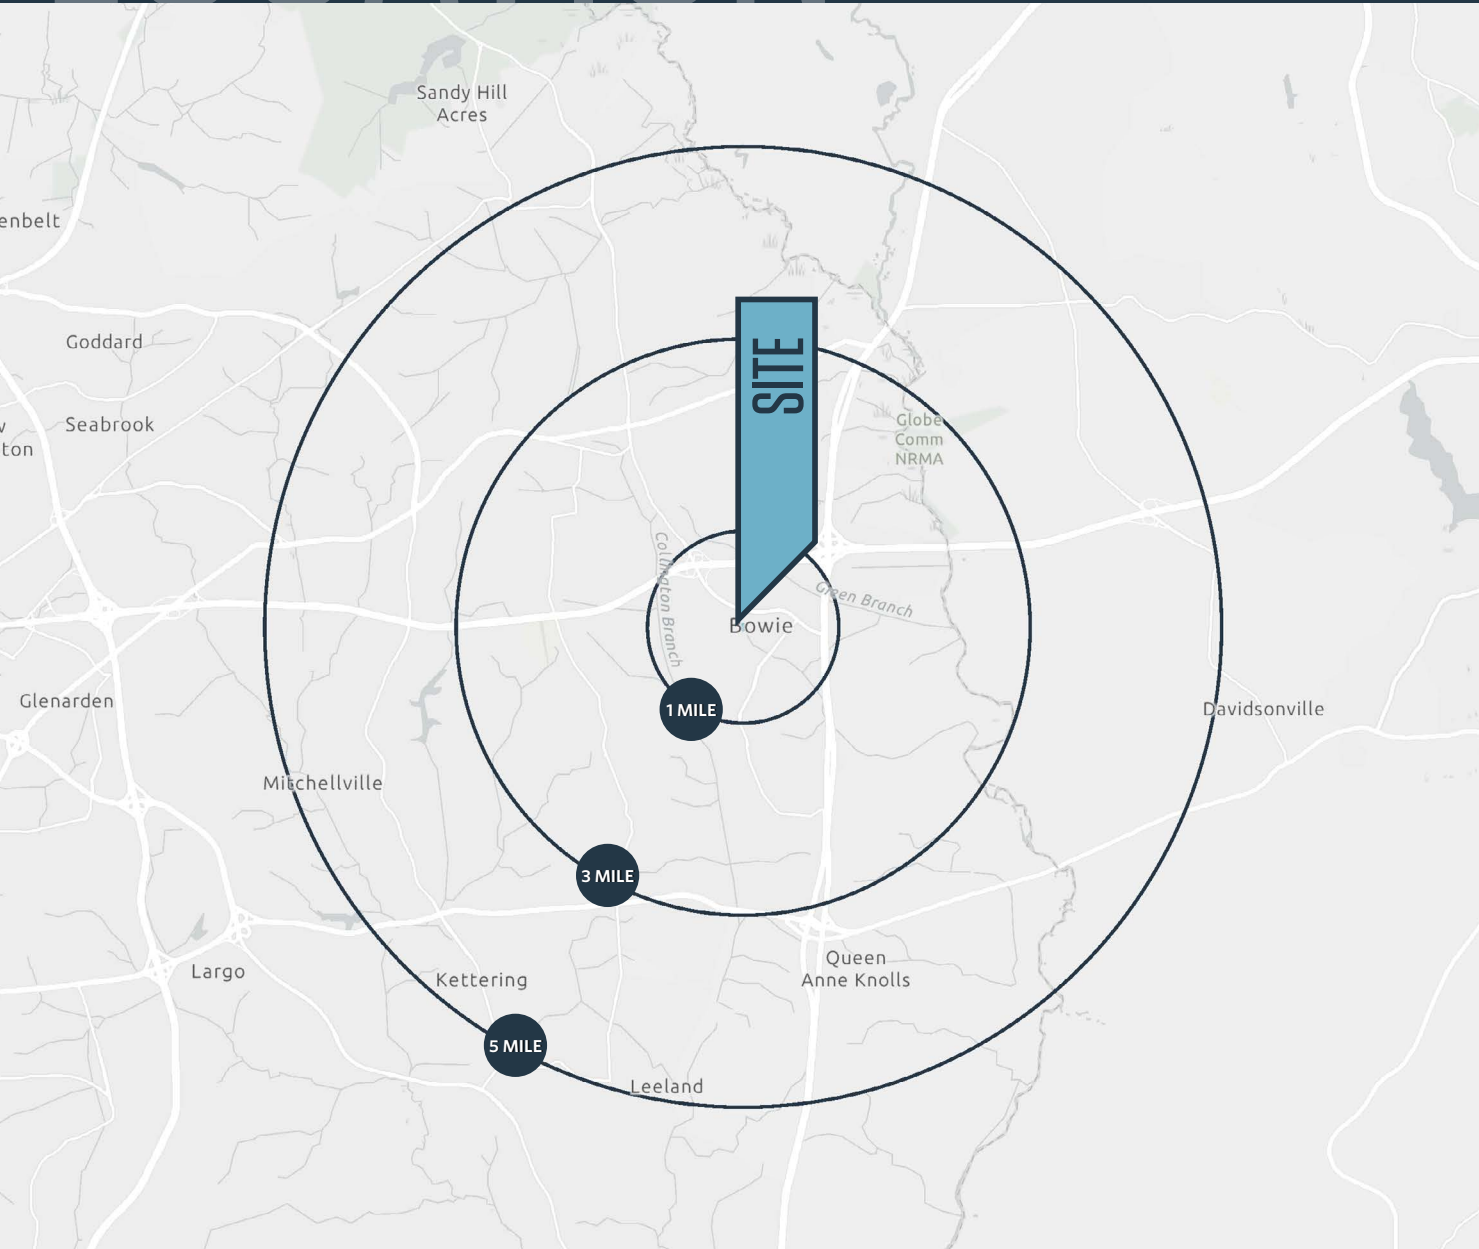 Sandy Hill
Acres
enbelt
Goddard
SITE
Seabrook
ton
Globe
Comm
NRMA
Collington Branch
Green Branch
Bowie
Glenarden
1 MILE
Davidsonville
Mitchellville
3 MILE
Queen
Anne Knolls
Largo
Kettering
5 MILE
Leeland